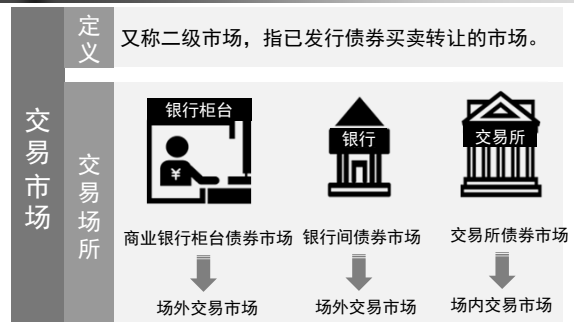 交易市场
定义
又称二级市场，指已发行债券买卖转让的市场。
交易场所
银行柜台
银行
交易所
¥
商业银行柜台债券市场
银行间债券市场
交易所债券市场
场外交易市场
场外交易市场
场内交易市场